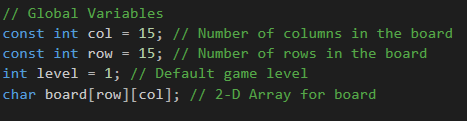 // Global Variables
const int col = 15; // Number of columns in the board
const int row = 15; // Number of rows in the board
int level = 1; // Default game level
char board[row][col]; // 2-D Array for board